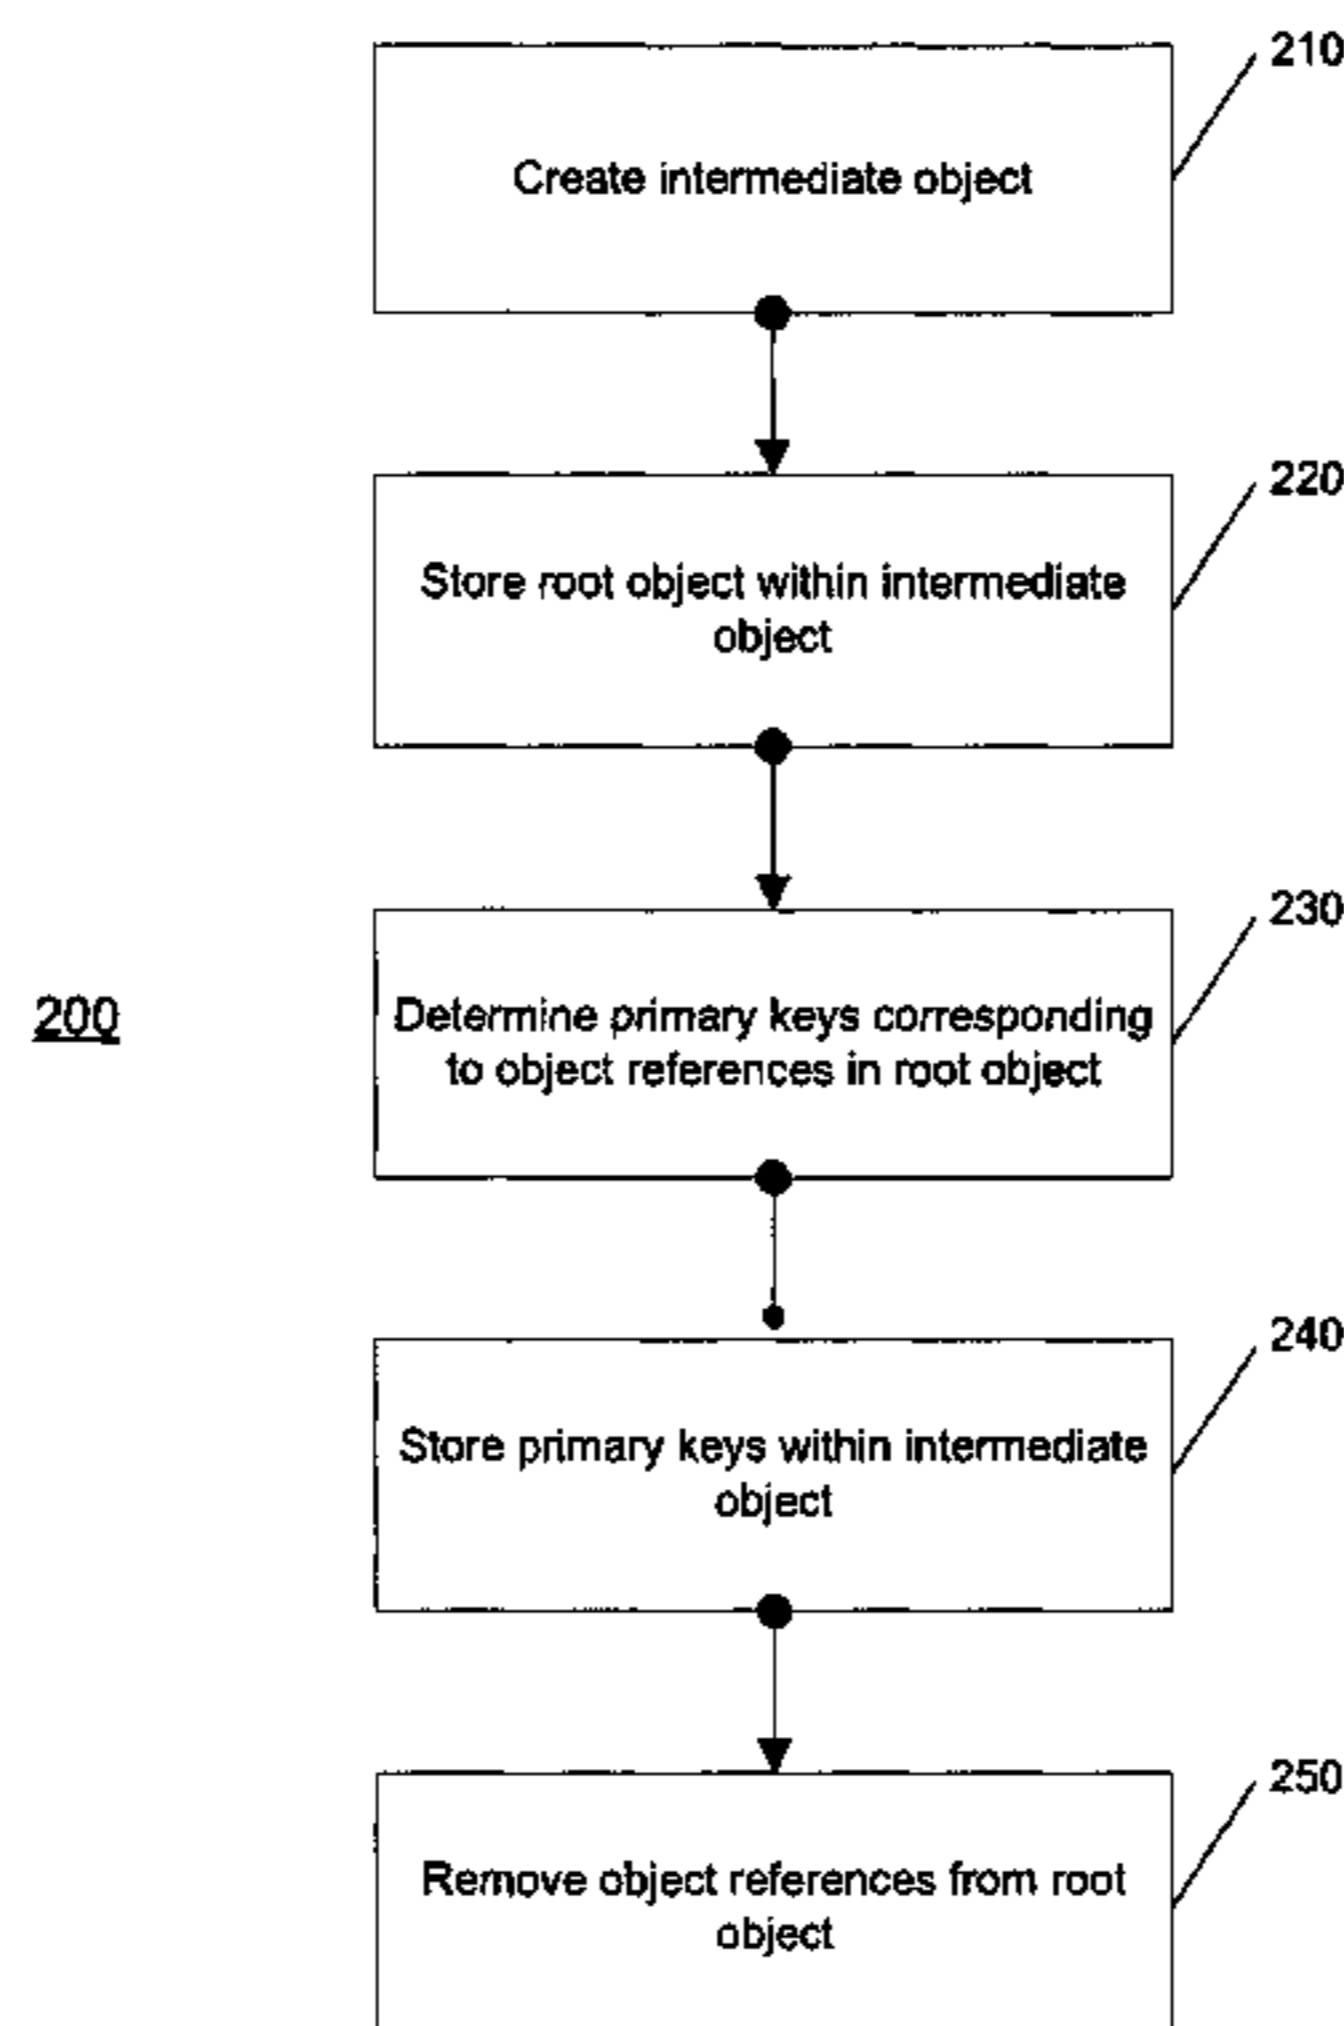 210
Create intermediate object
220
Store root object within intermediate
object
230
200
Determine primary keys corresponding
to object references in root object
240
Store primary keys within intermediate
object
250
Remove object references from root
object